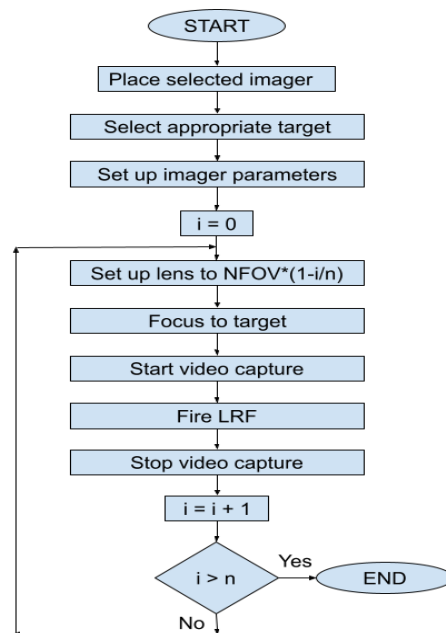 START
Place selected imager
Select appropriate target
Set up imager parameters
i = 0
Set up lens to NFOV*(1-i/n)
Focus to target
Start video capture
Fire LRF
Stop video capture
i = i + 1
i > n
Yes
END
No